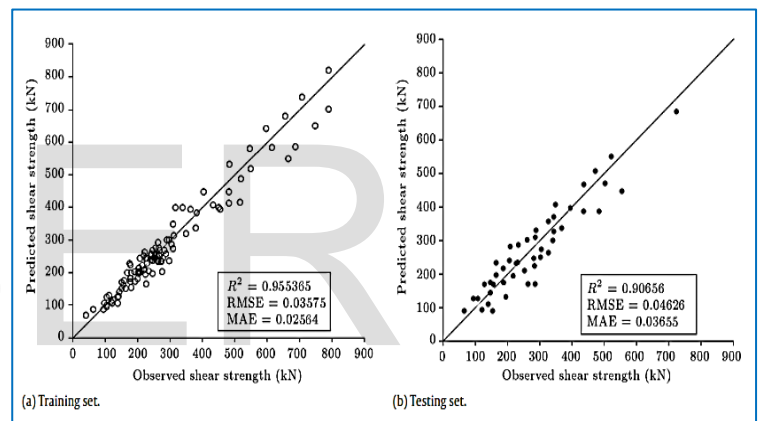 Predicted shear strength (kN)
900
800
700
600
500
400
300
200
100
0
R² = 0.955365
RMSE = 0.03575
MAE = 0.02564
0 100 200 300 400 500 600 700 800 900
Observed shear strength (kN)
(a) Training set.
Predicted shear strength (kN)
900
800
700
600
500
400
300
200
100
0
R² = 0.90656
RMSE = 0.04626
MAE = 0.03655
0 100 200 300 400 500 600 700 800 900
Observed shear strength (kN)
(b) Testing set.
ER